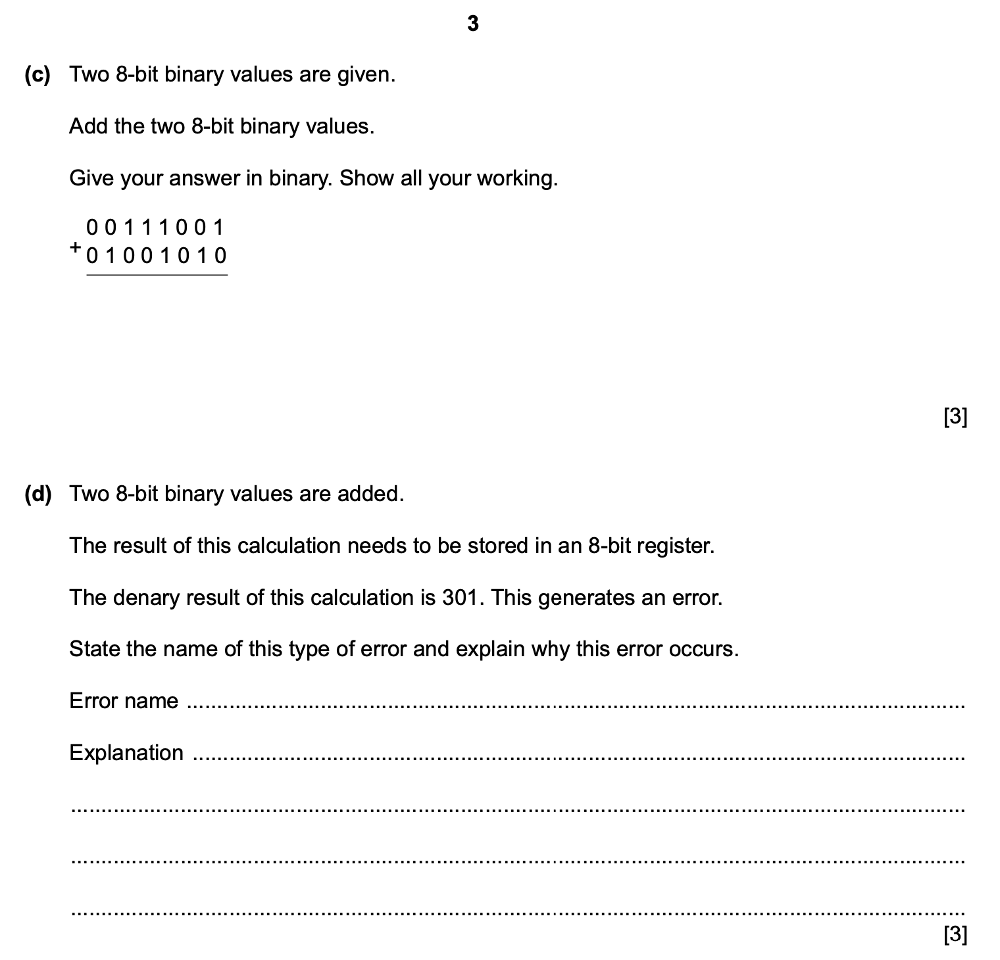 3
(c) Two 8-bit binary values are given.
Add the two 8-bit binary values.
Give your answer in binary. Show all your working.
0 0 1 1 1 0 0 1
+ 0 1 0 0 1 0 1 0
[3]
(d) Two 8-bit binary values are added.
The result of this calculation needs to be stored in an 8-bit register.
The denary result of this calculation is 301. This generates an error.
State the name of this type of error and explain why this error occurs.
Error name ................................................................................................................................
Explanation ...............................................................................................................................
...................................................................................................................................................
...................................................................................................................................................
...................................................................................................................................................
[3]